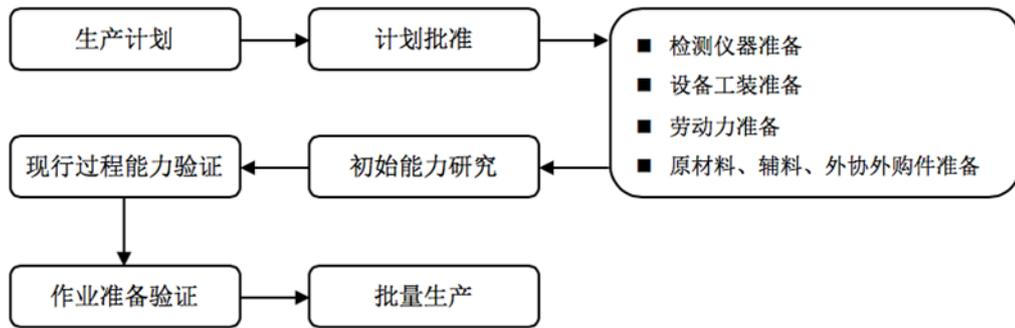 生产计划
计划批准
■ 检测仪器准备
■ 设备工装准备
■ 劳动力准备
■ 原材料、辅料、外协外购件准备
初始能力研究
现行过程能力验证
作业准备验证
批量生产